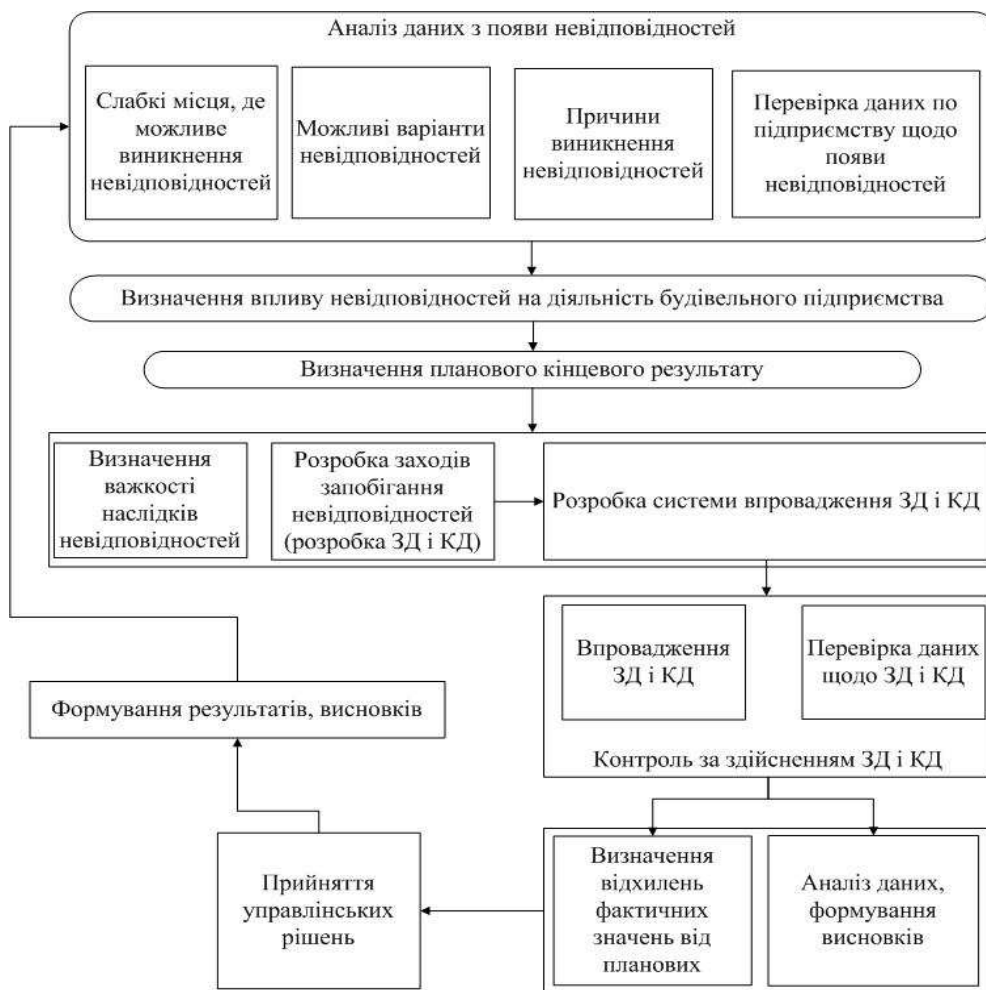 Аналіз даних з появи невідповідностей
Слабкі місця, де
можливе
виникнення
невідповідностей
Можливі варіанти
невідповідностей
Причини
виникнення
невідповідностей
Перевірка даних по
підприємству щодо
появи
невідповідностей
Визначення впливу невідповідностей на діяльність будівельного підприємства
Визначення планового кінцевого результату
Визначення
важкості
наслідків
невідповідностей
Розробка заходів
запобігання
невідповідностей
(розробка ЗД і КД)
Розробка системи впровадження ЗД і КД
Впровадження
ЗД і КД
Перевірка даних
щодо ЗД і КД
Контроль за здійсненням ЗД і КД
Формування результатів, висновків
Прийняття
управлінських
рішень
Визначення
відхилень
фактичних
значень від
планових
Аналіз даних,
формування
висновків